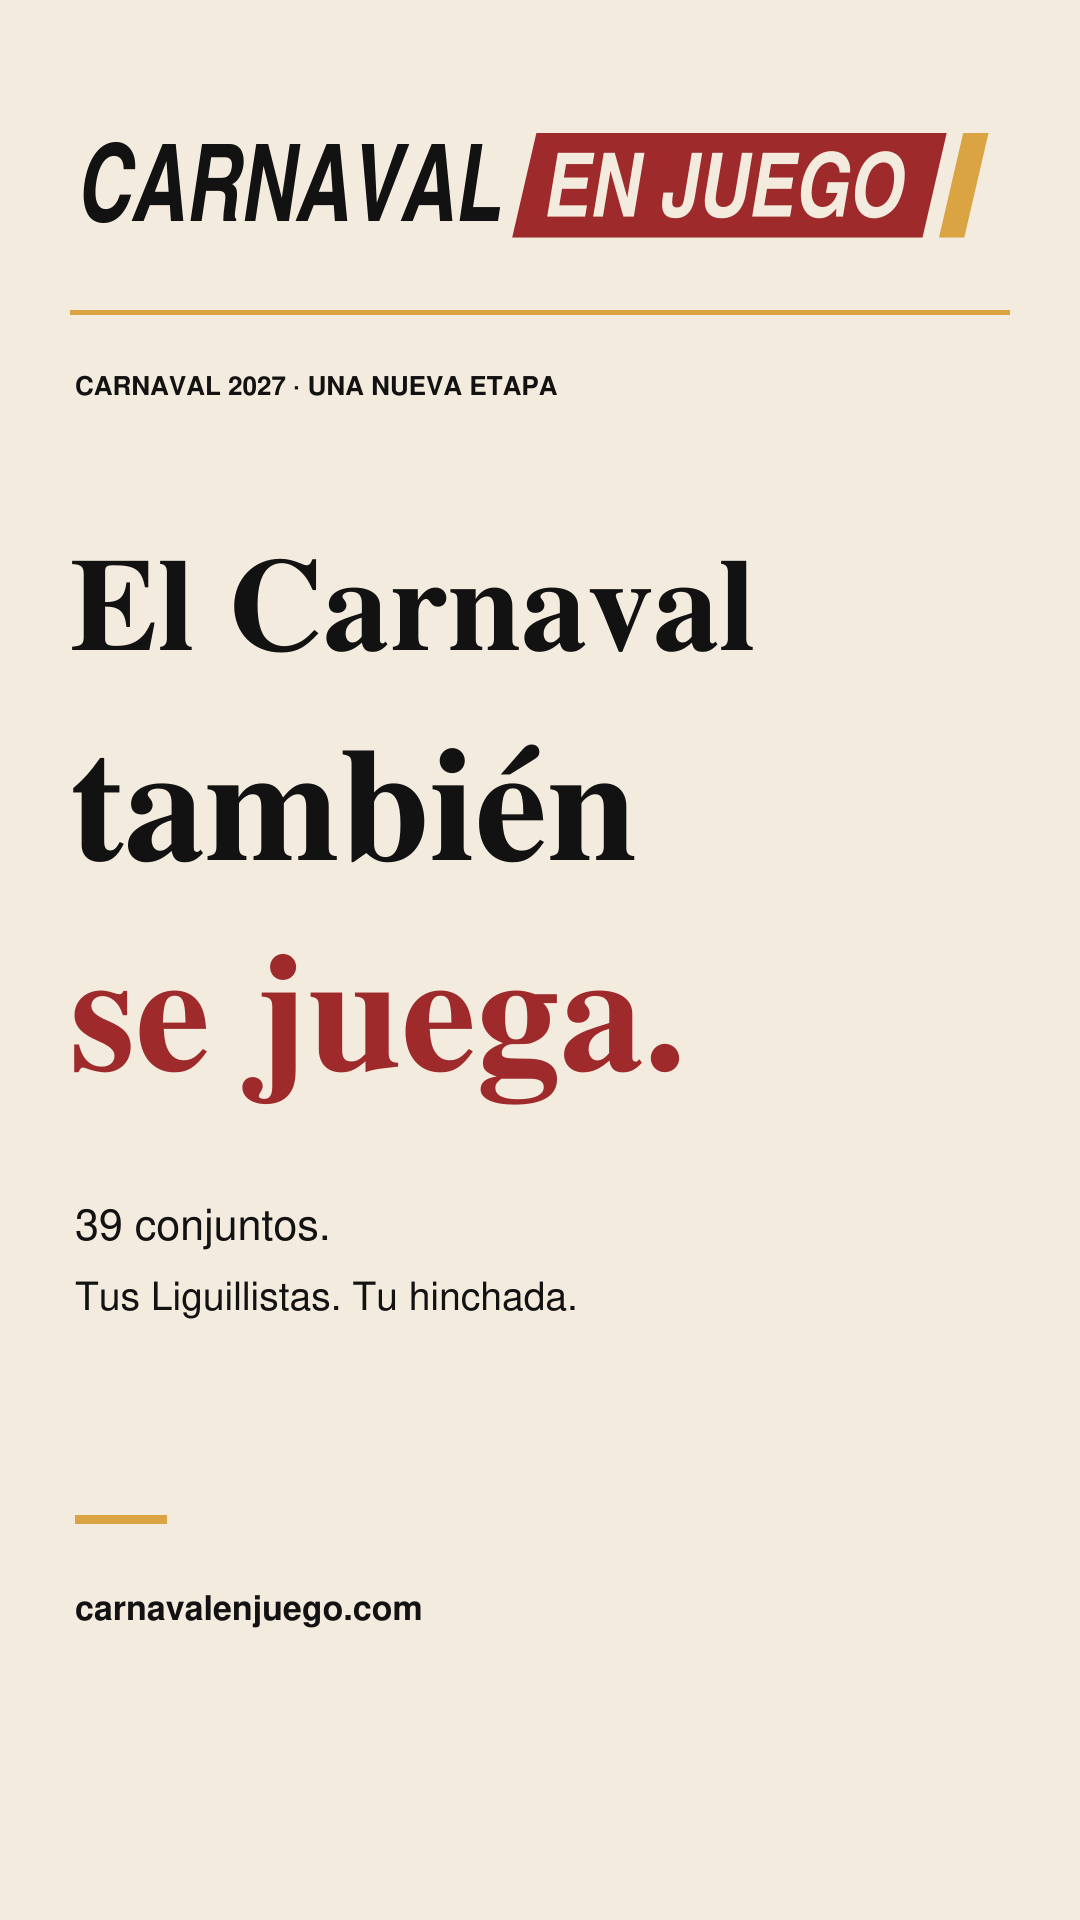 CARNAVAL EN JUEGO
CARNAVAL 2027 · UNA NUEVA ETAPA
El Carnaval
también
se juega.
39 conjuntos.
Tus Liguillistas. Tu hinchada.
carnavalenjuego.com